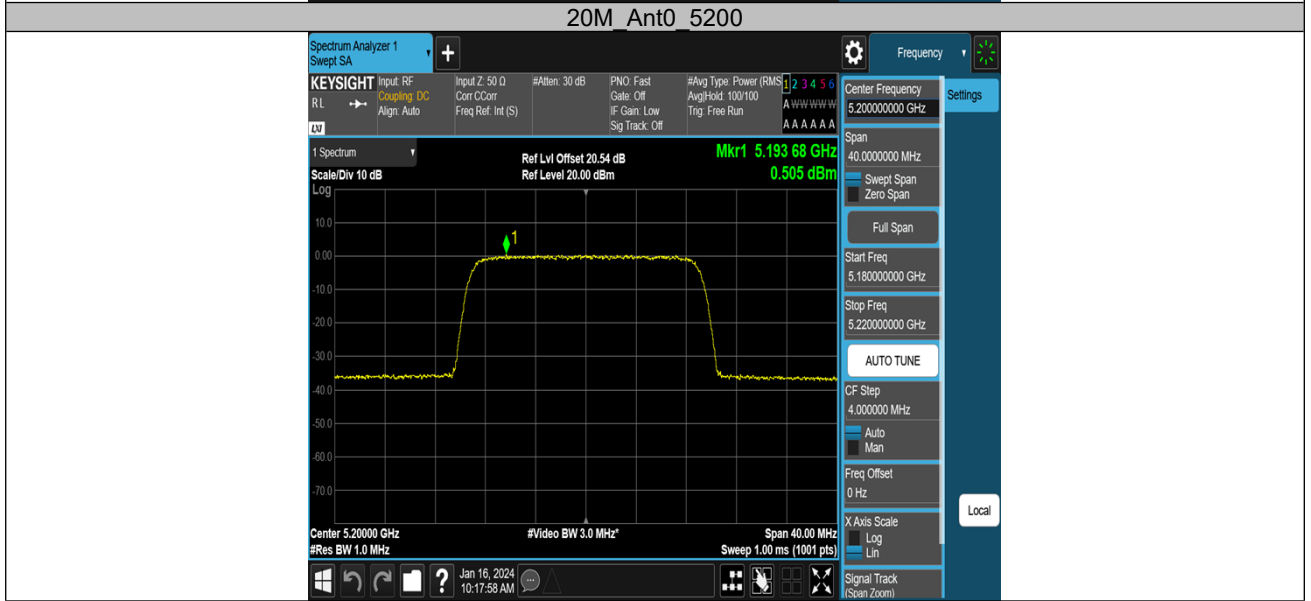 20M_Ant0_5200
Spectrum Analyzer 1
Swept SA
Frequency
KEYSIGHT
RL
LXI
Input: RF
Coupling: DC
Align: Auto
Input Z: 50 Ω
Corr CCorr
Freq Ref: Int (S)
#Atten: 30 dB
PNO: Fast
Gate: Off
IF Gain: Low
Sig Track: Off
#Avg Type: Power (RMS
Avg|Hold: 100/100
Trig: Free Run
1 2 3 4 5 6
A W W W W W
A A A A A A
1 Spectrum
Scale/Div 10 dB
Log
Ref Lvl Offset 20.54 dB
Ref Level 20.00 dBm
Mkr1 5.193 68 GHz
0.505 dBm
10.0
0.00
-10.0
-20.0
-30.0
-40.0
-50.0
-60.0
-70.0
1
Center 5.20000 GHz
#Res BW 1.0 MHz
#Video BW 3.0 MHz*
Span 40.00 MHz
Sweep 1.00 ms (1001 pts)
Center Frequency
5.200000000 GHz
Span
40.0000000 MHz
Swept Span
Zero Span
Full Span
Start Freq
5.180000000 GHz
Stop Freq
5.220000000 GHz
AUTO TUNE
CF Step
4.000000 MHz
Auto
Man
Freq Offset
0 Hz
X Axis Scale
Log
Lin
Signal Track
(Span Zoom)
Settings
Local
?
Jan 16, 2024
10:17:58 AM